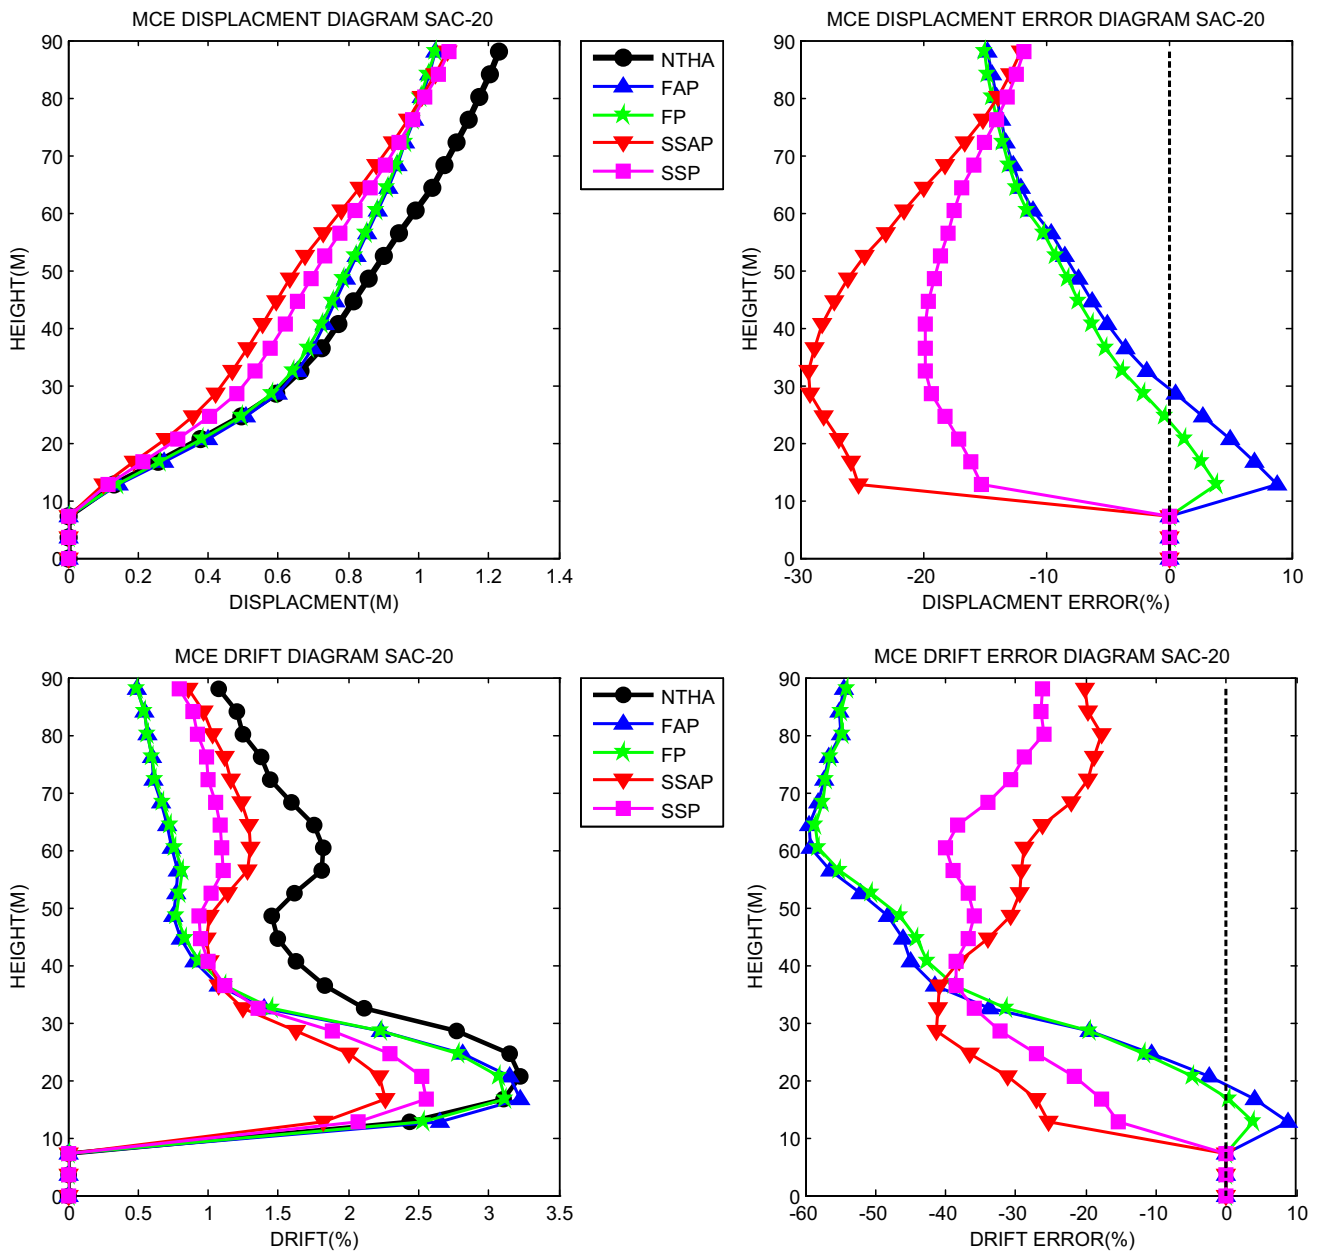 MCE DISPLACMENT DIAGRAM SAC-20
90
80
70
60
50
40
30
20
10
0
HEIGHT(M)
0 0.2 0.4 0.6 0.8 1 1.2 1.4
DISPLACMENT(M)
NTHA
FAP
FP
SSAP
SSP
MCE DISPLACMENT ERROR DIAGRAM SAC-20
90
80
70
60
50
40
30
20
10
0
HEIGHT(M)
-30 -20 -10 0 10
DISPLACMENT ERROR(%)
MCE DRIFT DIAGRAM SAC-20
90
80
70
60
50
40
30
20
10
0
HEIGHT(M)
0 0.5 1 1.5 2 2.5 3 3.5
DRIFT(%)
NTHA
FAP
FP
SSAP
SSP
MCE DRIFT ERROR DIAGRAM SAC-20
90
80
70
60
50
40
30
20
10
0
HEIGHT(M)
-60 -50 -40 -30 -20 -10 0 10
DRIFT ERROR(%)